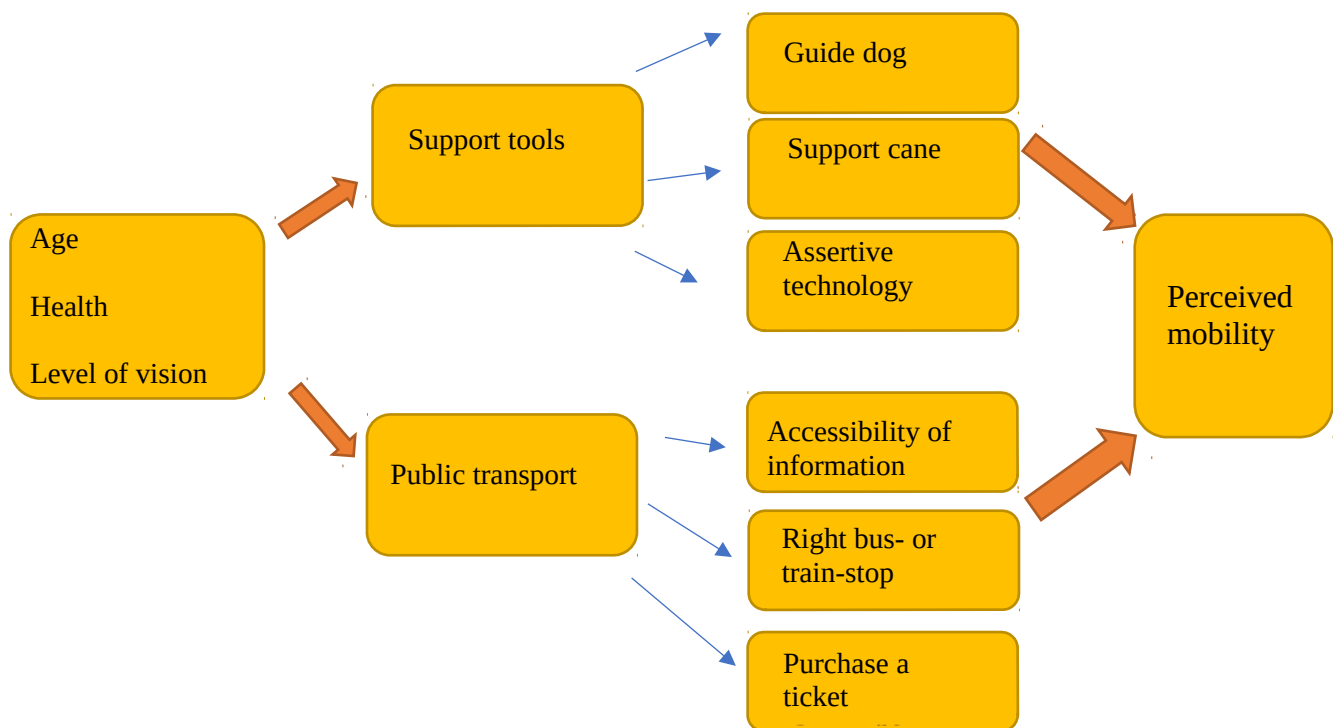 Guide dog
Support tools
Support cane
Age
Health
Level of vision
Assertive
technology
Perceived
mobility
Accessibility of
information
Public transport
Right bus- or
train-stop
Purchase a
ticket